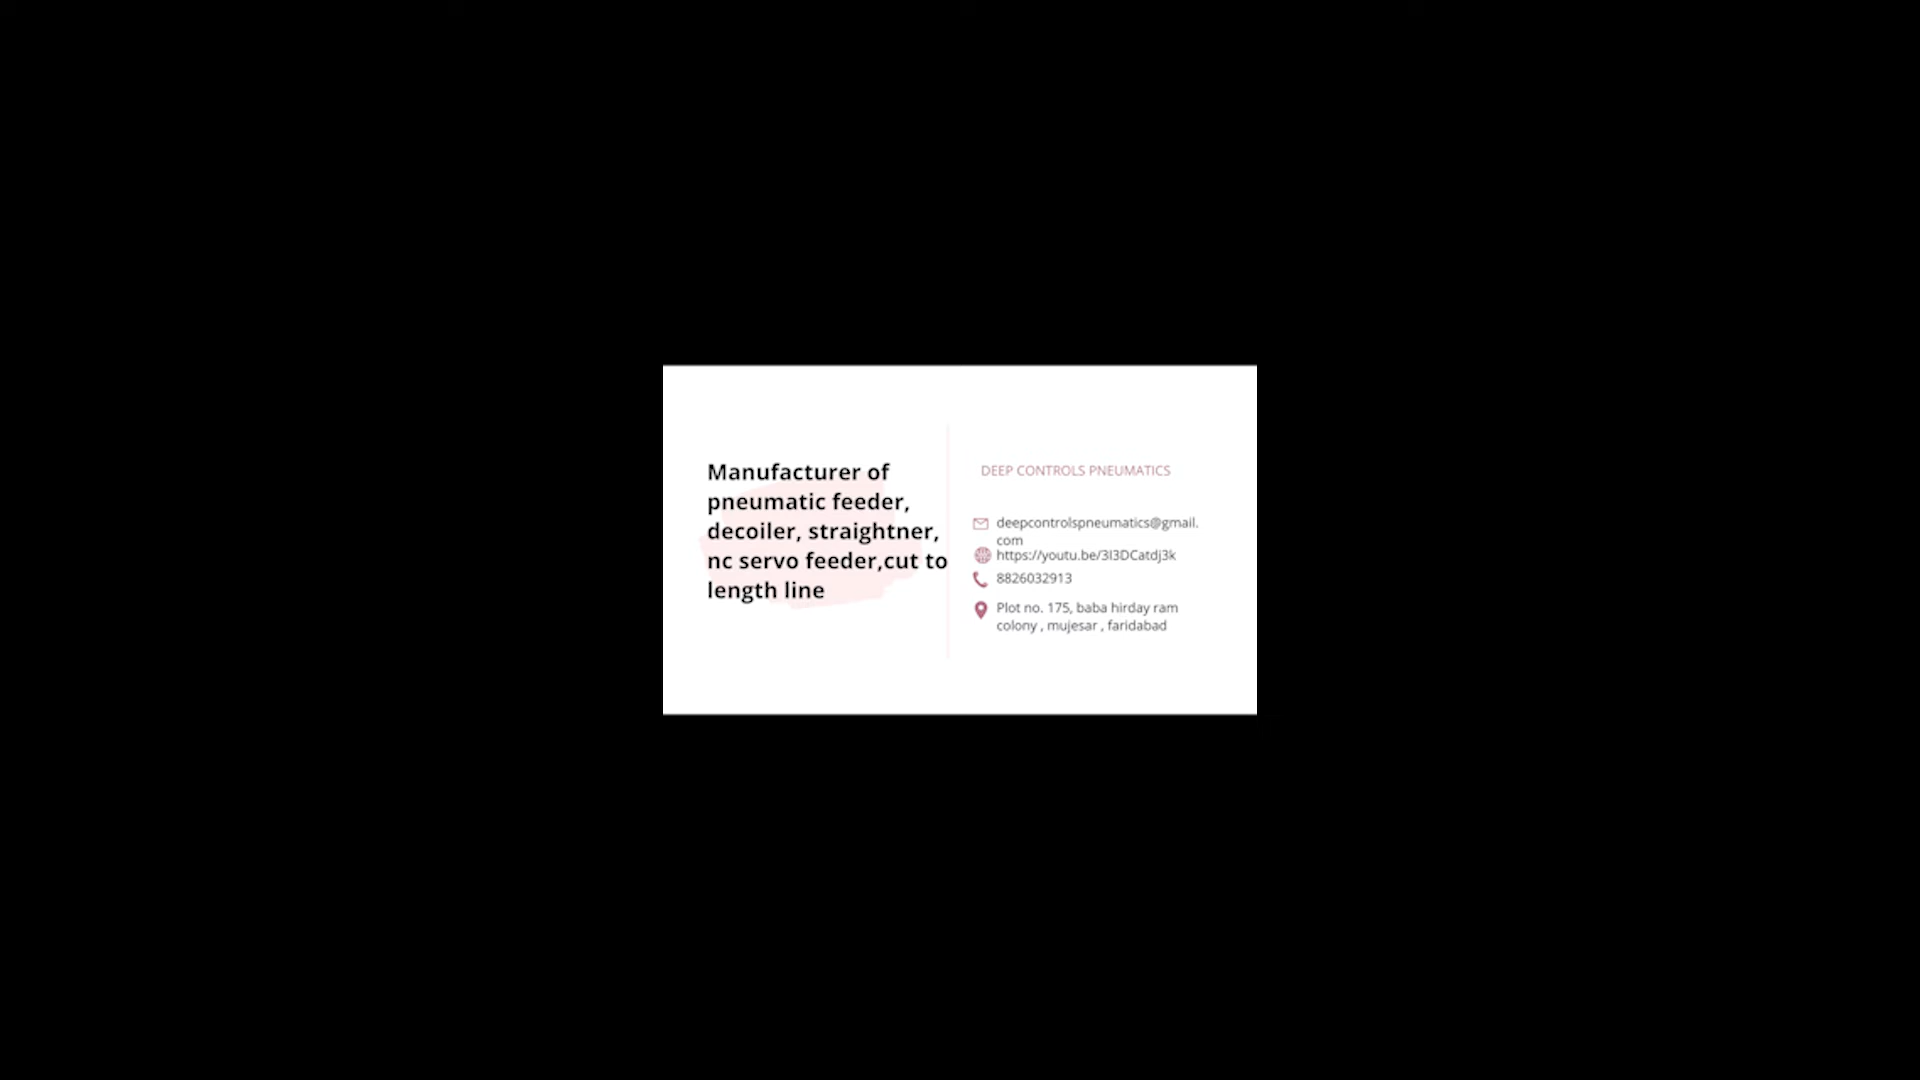 Manufacturer of
pneumatic feeder,
decoiler, straightner,
nc servo feeder,cut to
length line
DEEP CONTROLS PNEUMATICS
deepcontrolspneumatics@gmail.
com
https://youtu.be/3I3DCatdj3k
8826032913
Plot no. 175, baba hirday ram
colony , mujesar , faridabad